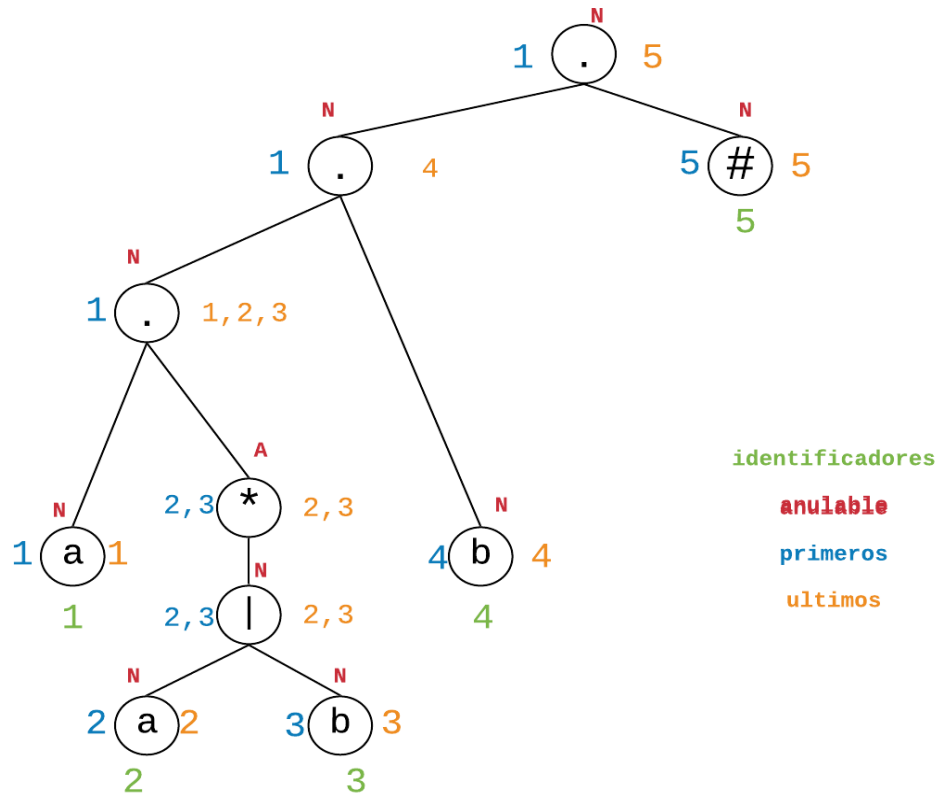 N
1 . 5
N N
1 . 4 5 # 5
5
N
1 . 1,2,3
A
identificadores
2,3 * 2,3
N N
anulable
1 a 1 4 b 4
primeros
N
ultimos
1 2,3 | 2,3 4
N N
2 a 2 3 b 3
2 3